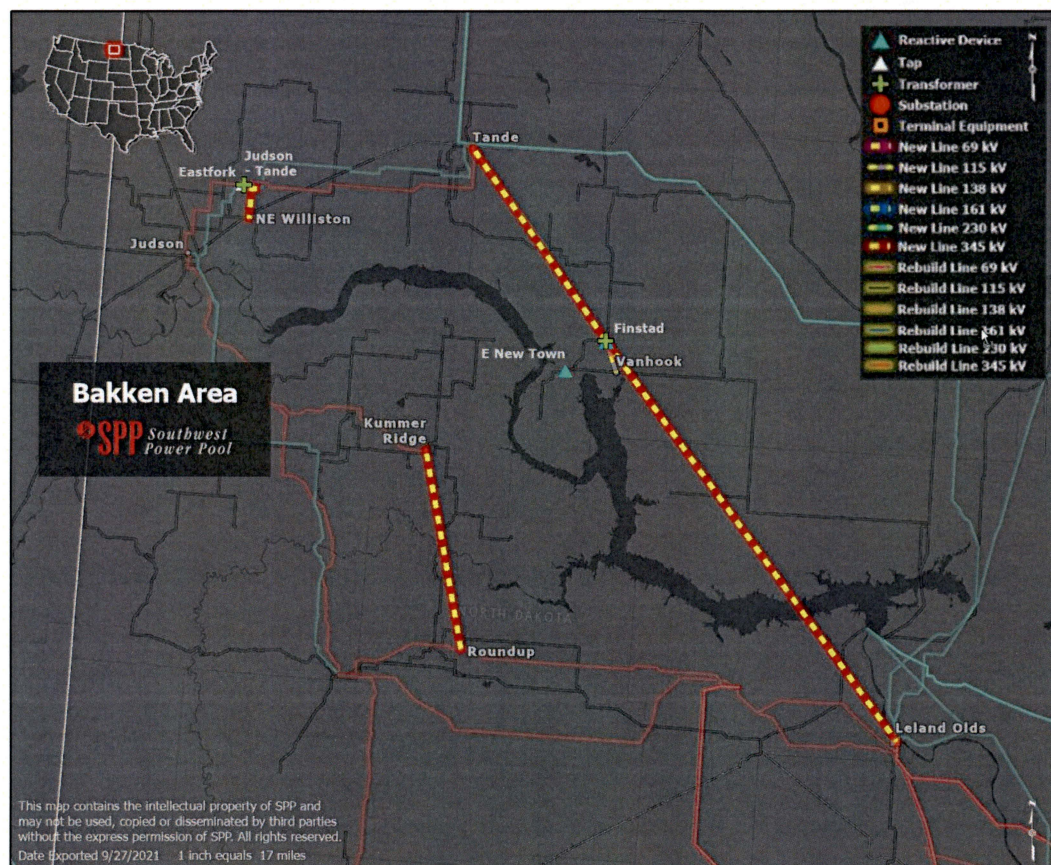 Reactive Device
Tap
Transformer
Substation
Terminal Equipment
New Line 69 kV
New Line 115 kV
New Line 138 kV
New Line 161 kV
New Line 230 kV
New Line 345 kV
Rebuild Line 69 kV
Rebuild Line 115 kV
Rebuild Line 138 kV
Rebuild Line 161 kV
Rebuild Line 230 kV
Rebuild Line 345 kV
Tande
Judson
- Tande
Eastfork
NE Williston
Judson
Finstad
E New Town
Vanhook
Bakken Area
SPP Southwest
Power Pool
Kummer
Ridge
NORTH DAKOTA
Roundup
Leland Olds
This map contains the intellectual property of SPP and
may not be used, copied or disseminated by third parties
without the express permission of SPP. All rights reserved.
Date Exported 9/27/2021 1 inch equals 17 miles